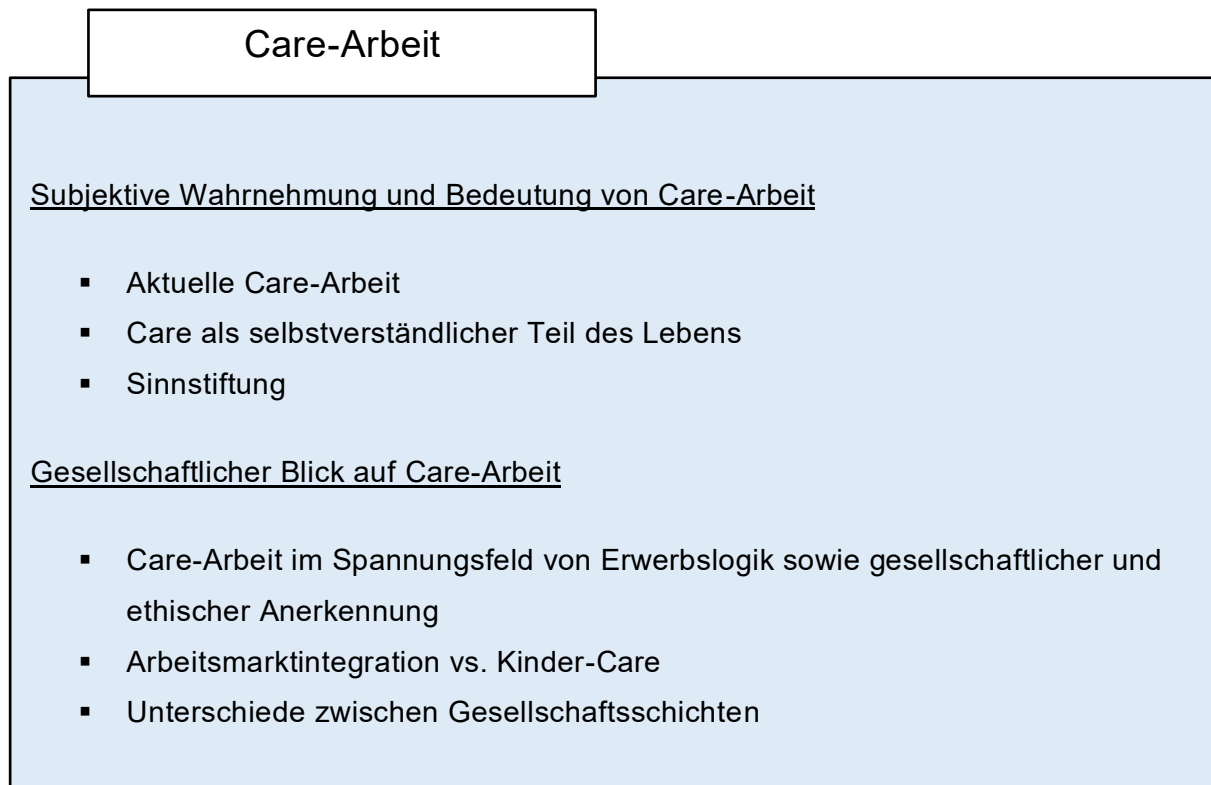 Care-Arbeit
Subjektive Wahrnehmung und Bedeutung von Care-Arbeit
▪ Aktuelle Care-Arbeit
▪ Care als selbstverständlicher Teil des Lebens
▪ Sinnstiftung
Gesellschaftlicher Blick auf Care-Arbeit
▪ Care-Arbeit im Spannungsfeld von Erwerbslogik sowie gesellschaftlicher und
ethischer Anerkennung
▪ Arbeitsmarktintegration vs. Kinder-Care
▪ Unterschiede zwischen Gesellschaftsschichten